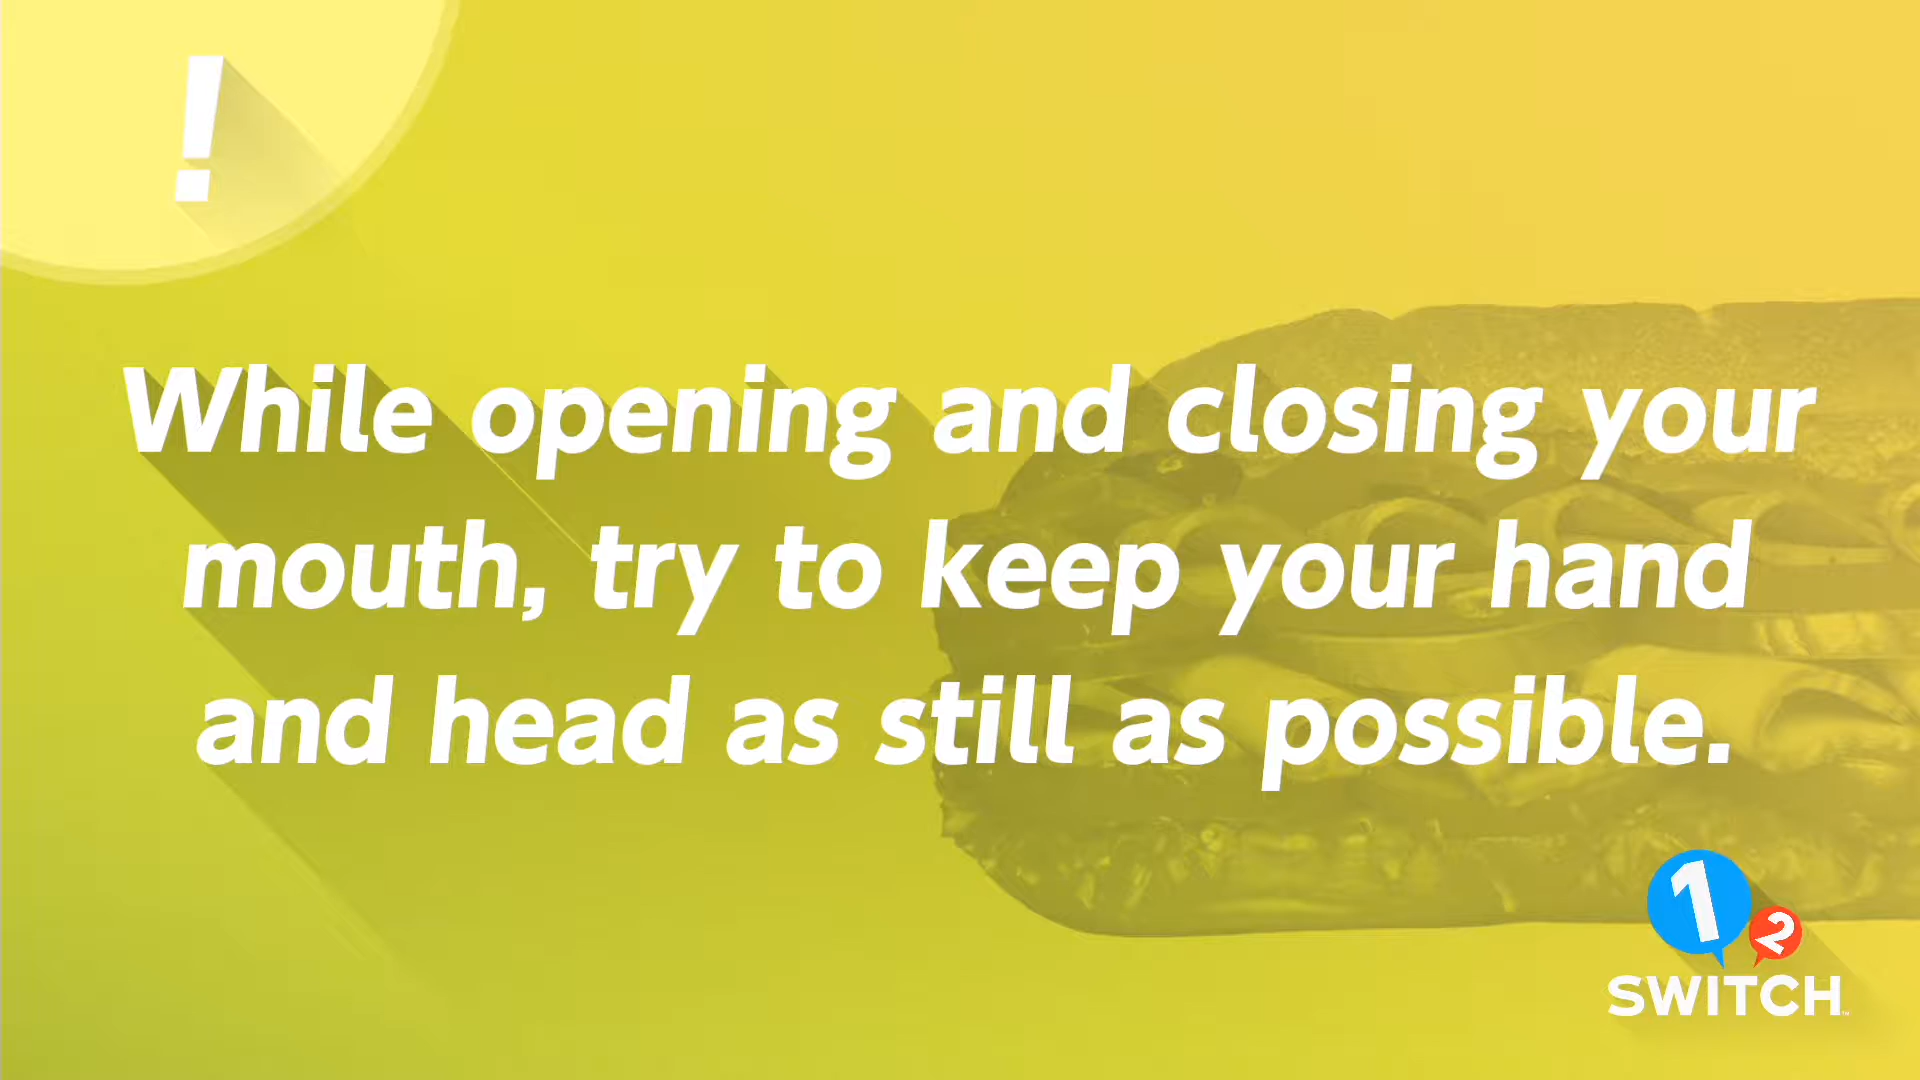 !
While opening and closing your
mouth, try to keep your hand
and head as still as possible.
1 2
SWITCH™